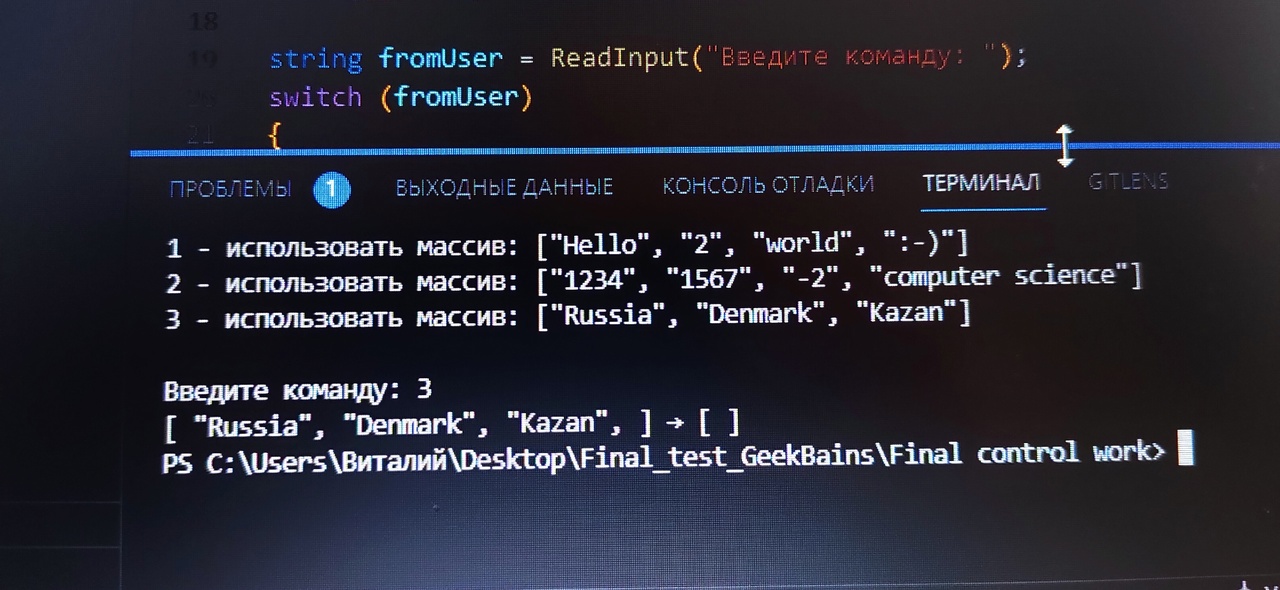 18
19
string fromUser = ReadInput("Введите команду: ");
switch (fromUser)
21 {
ПРОБЛЕМЫ 1 ВЫХОДНЫЕ ДАННЫЕ КОНСОЛЬ ОТЛАДКИ ТЕРМИНАЛ GITLENS
1 - использовать массив: ["Hello", "2", "world", ":-)"]
2 - использовать массив: ["1234", "1567", "-2", "computer science"]
3 - использовать массив: ["Russia", "Denmark", "Kazan"]
Введите команду: 3
[ "Russia", "Denmark", "Kazan", ] → [ ]
PS C:\Users\Виталий\Desktop\Final_test_GeekBains\Final control work>